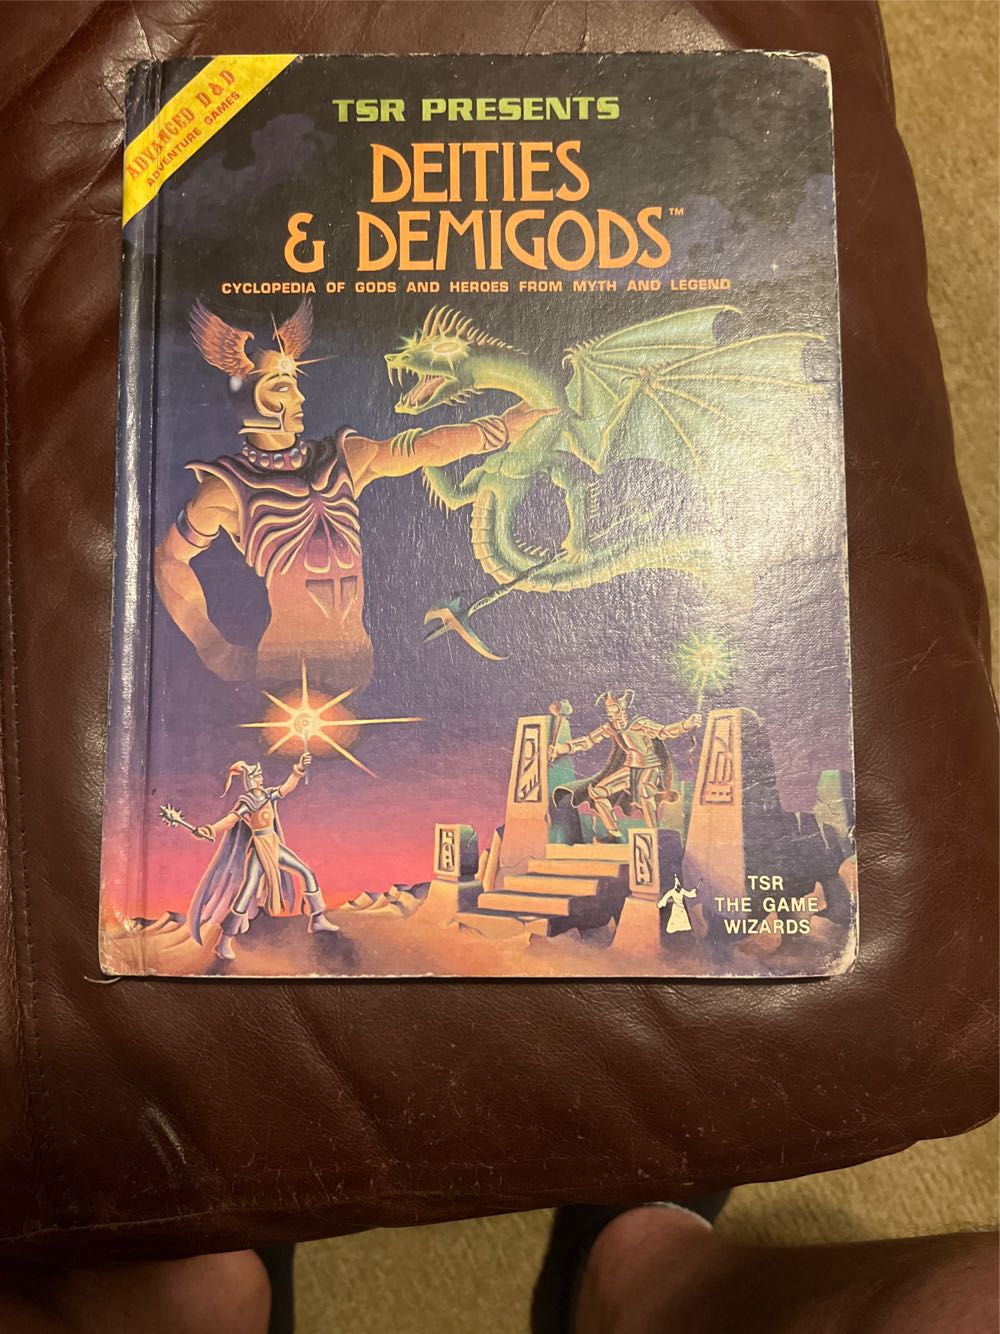 ADVANCED D&D
ADVENTURE GAMES
TSR PRESENTS
DEITIES
& DEMIGODS™
CYCLOPEDIA OF GODS AND HEROES FROM MYTH AND LEGEND
TSR
THE GAME
WIZARDS